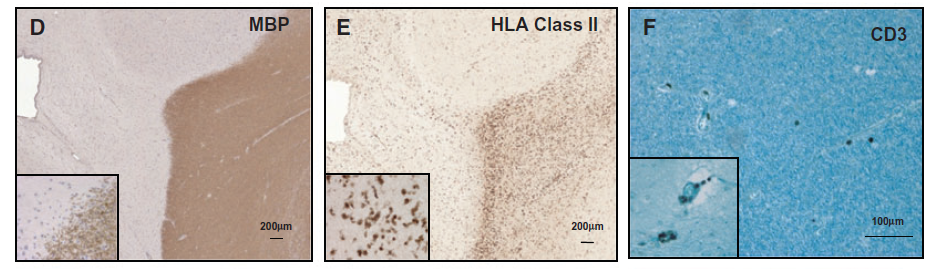 D MBP
200µm
E HLA Class II
200µm
F CD3
100µm